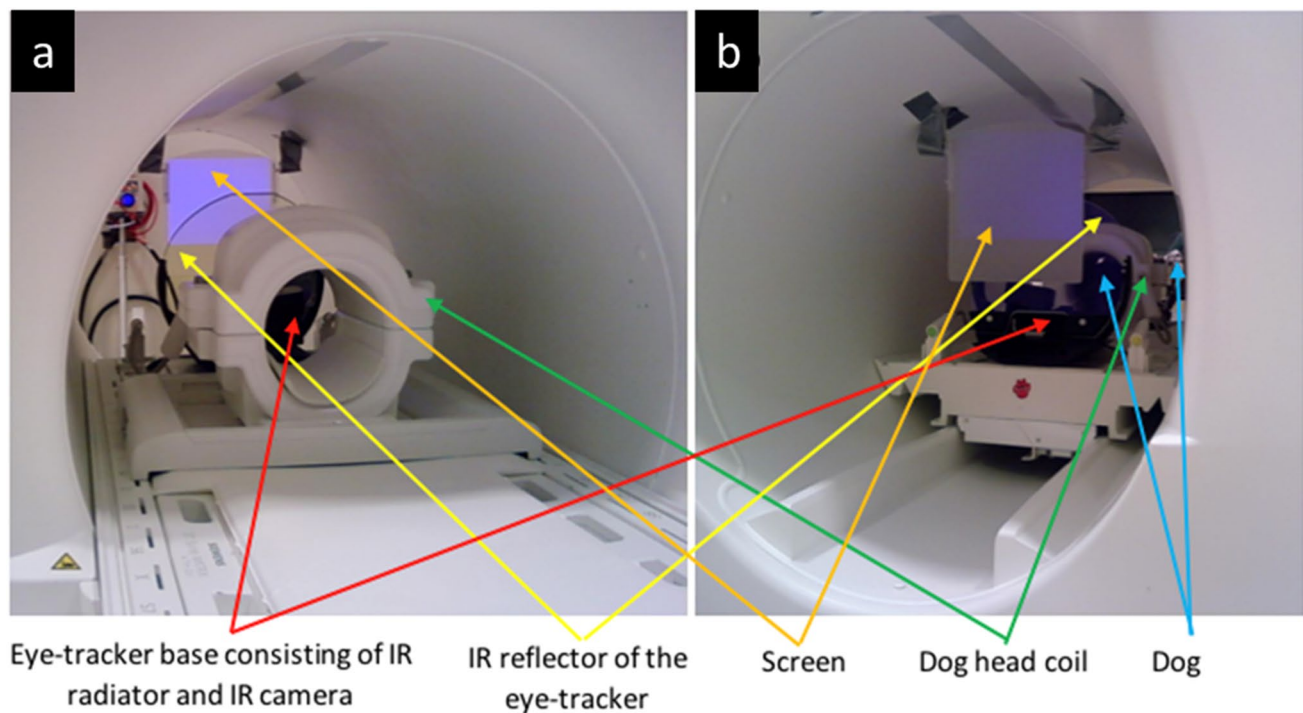 a
b
Eye-tracker base consisting of IR
radiator and IR camera
IR reflector of the
eye-tracker
Screen
Dog head coil
Dog